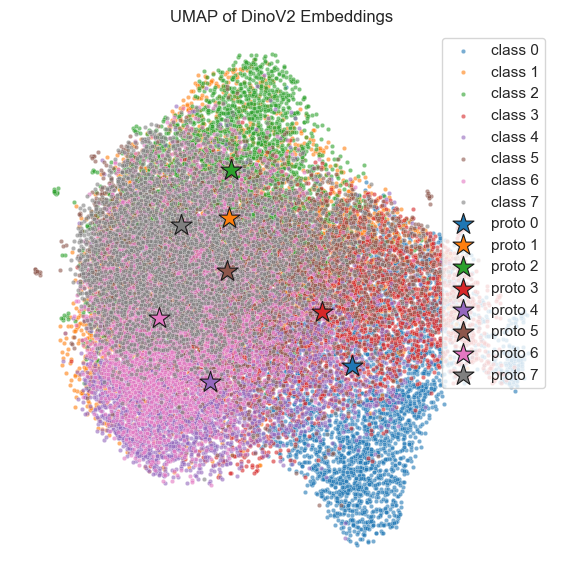 UMAP of DinoV2 Embeddings
class 0
class 1
class 2
class 3
class 4
class 5
class 6
class 7
proto 0
proto 1
proto 2
proto 3
proto 4
proto 5
proto 6
proto 7